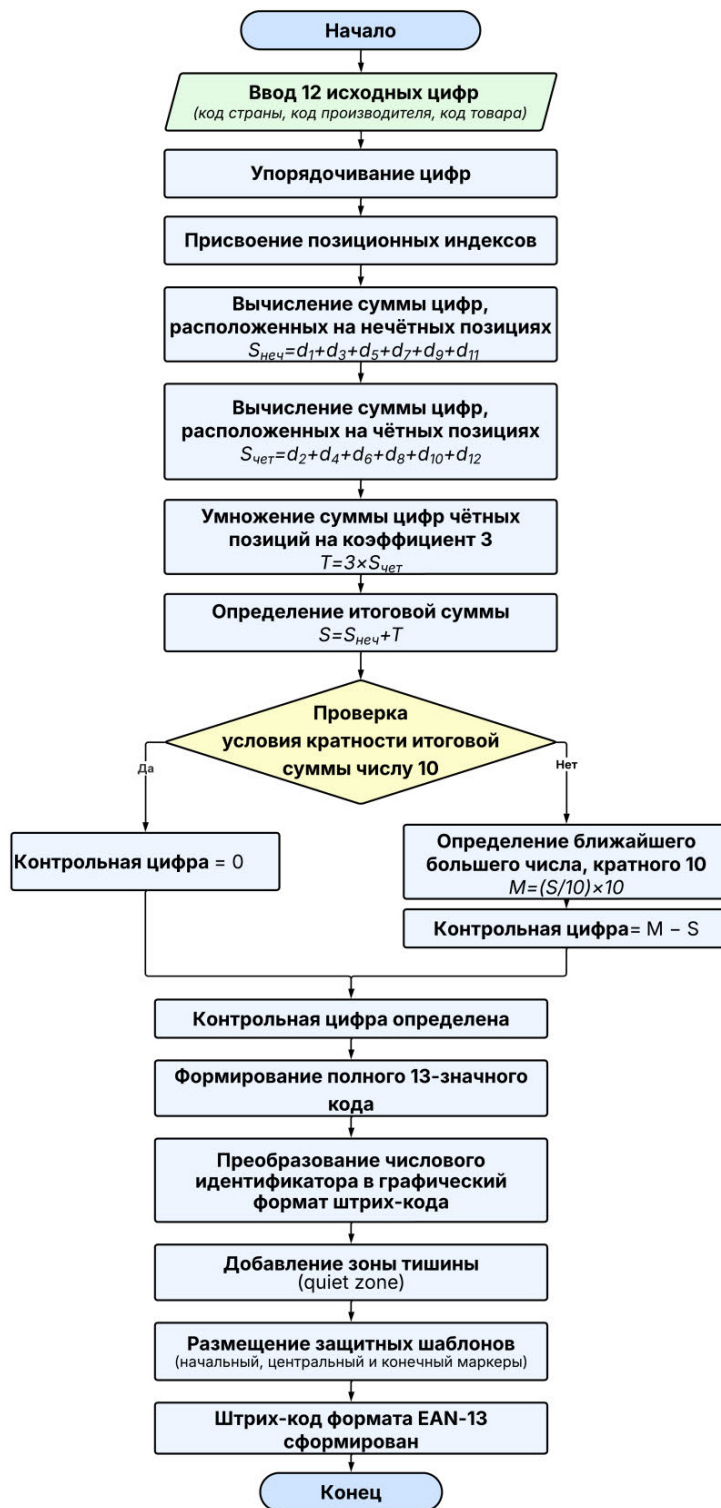 Начало
Ввод 12 исходных цифр
(код страны, код производителя, код товара)
Упорядочивание цифр
Присвоение позиционных индексов
Вычисление суммы цифр,
расположенных на нечётных позициях
Sнеч=d1+d3+d5+d7+d9+d11
Вычисление суммы цифр,
расположенных на чётных позициях
Sчет=d2+d4+d6+d8+d10+d12
Умножение суммы цифр чётных
позиций на коэффициент 3
T=3×Sчет
Определение итоговой суммы
S=Sнеч+T
Проверка
условия кратности итоговой
суммы числу 10
Да
Нет
Контрольная цифра = 0
Определение ближайшего
большего числа, кратного 10
M=(S/10)×10
Контрольная цифра= M − S
Контрольная цифра определена
Формирование полного 13-значного
кода
Преобразование числового
идентификатора в графический
формат штрих-кода
Добавление зоны тишины
(quiet zone)
Размещение защитных шаблонов
(начальный, центральный и конечный маркеры)
Штрих-код формата EAN-13
сформирован
Конец